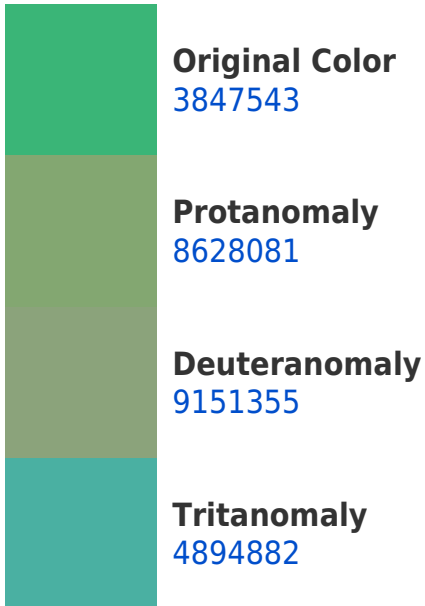 Original Color
3847543
Protanomaly
8628081
Deuteranomaly
9151355
Tritanomaly
4894882